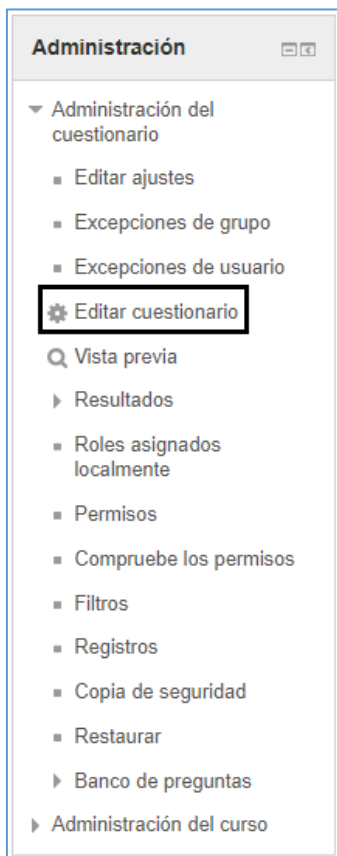 Administración
Administración del
cuestionario
Editar ajustes
Excepciones de grupo
Excepciones de usuario
Editar cuestionario
Vista previa
Resultados
Roles asignados
localmente
Permisos
Compruebe los permisos
Filtros
Registros
Copia de seguridad
Restaurar
Banco de preguntas
Administración del curso